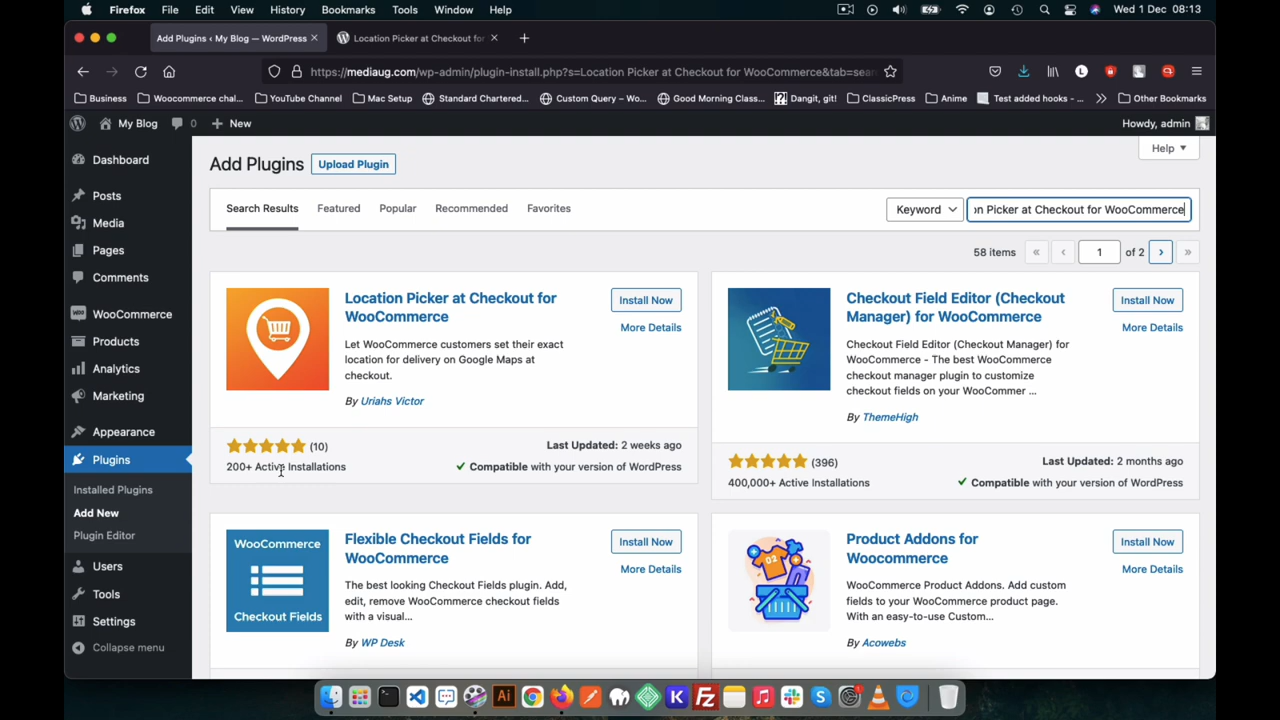 Firefox File Edit View History Bookmarks Tools Window Help Wed 1 Dec 08:13
Add Plugins ‹ My Blog — WordPress Location Picker at Checkout for
https://mediaug.com/wp-admin/plugin-install.php?s=Location Picker at Checkout for WooCommerce&tab=sear
Business Woocommerce chal... YouTube Channel Mac Setup Standard Chartered... Custom Query – Wo... Good Morning Class... Dangit, git! ClassicPress Anime Test added hooks - ... Other Bookmarks
My Blog 0 New Howdy, admin
Help
Dashboard
Posts
Media
Pages
Comments
WooCommerce
Products
Analytics
Marketing
Appearance
Plugins
Installed Plugins
Add New
Plugin Editor
Users
Tools
Settings
Collapse menu
Add Plugins Upload Plugin
Search Results Featured Popular Recommended Favorites Keyword on Picker at Checkout for WooCommerce
58 items « ‹ 1 of 2 › »
Location Picker at Checkout for
WooCommerce
Install Now
More Details
Let WooCommerce customers set their exact
location for delivery on Google Maps at
checkout.
By Uriahs Victor
(10) Last Updated: 2 weeks ago
200+ Active Installations Compatible with your version of WordPress
Checkout Field Editor (Checkout
Manager) for WooCommerce
Install Now
More Details
Checkout Field Editor (Checkout Manager) for
WooCommerce - The best WooCommerce
checkout manager plugin to customize
checkout fields on your WooCommer ...
By ThemeHigh
(396) Last Updated: 2 months ago
400,000+ Active Installations Compatible with your version of WordPress
WooCommerce
Checkout Fields
Flexible Checkout Fields for
WooCommerce
Install Now
More Details
The best looking Checkout Fields plugin. Add,
edit, remove WooCommerce checkout fields
with a visual...
By WP Desk
02
Product Addons for
Woocommerce
Install Now
More Details
WooCommerce Product Addons. Add custom
fields to your WooCommerce product page.
With an easy-to-use Custom...
By Acowebs
Ai K FZ